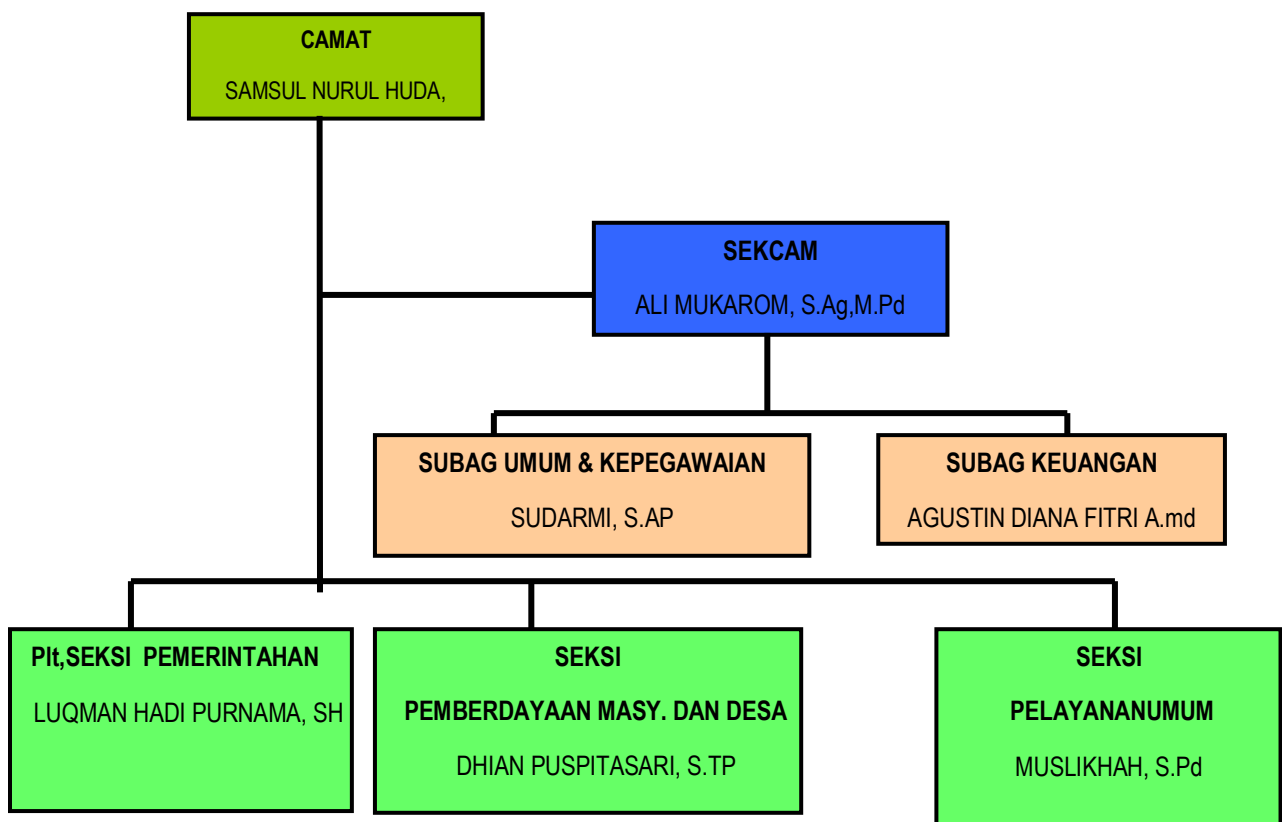 CAMAT
SAMSUL NURUL HUDA,
SEKCAM
ALI MUKAROM, S.Ag,M.Pd
SUBAG UMUM & KEPEGAWAIAN
SUDARMI, S.AP
SUBAG KEUANGAN
AGUSTIN DIANA FITRI A.md
Plt,SEKSI PEMERINTAHAN
LUQMAN HADI PURNAMA, SH
SEKSI
PEMBERDAYAAN MASY. DAN DESA
DHIAN PUSPITASARI, S.TP
SEKSI
PELAYANANUMUM
MUSLIKHAH, S.Pd